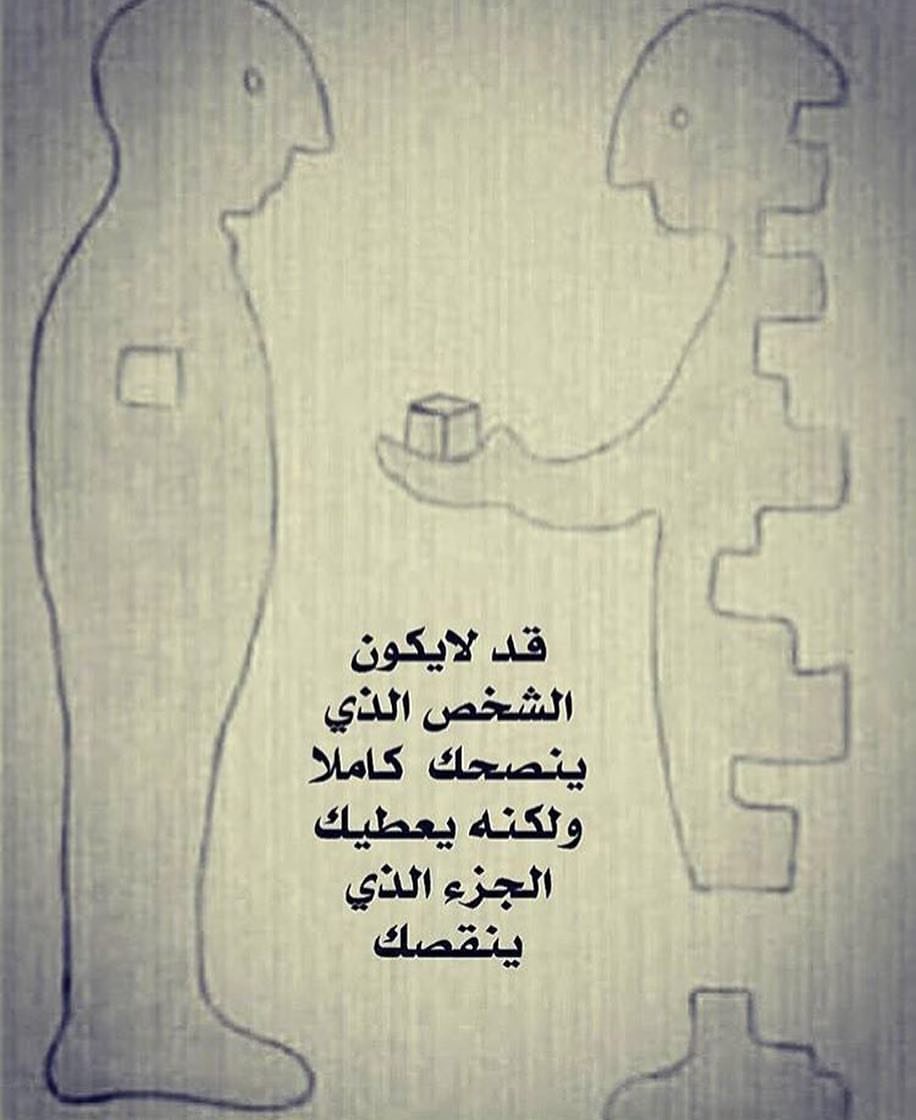 قد لايكون
الشخص الذي
ينصحك كاملا
ولكنه يعطيك
الجزء الذي
ينقصك